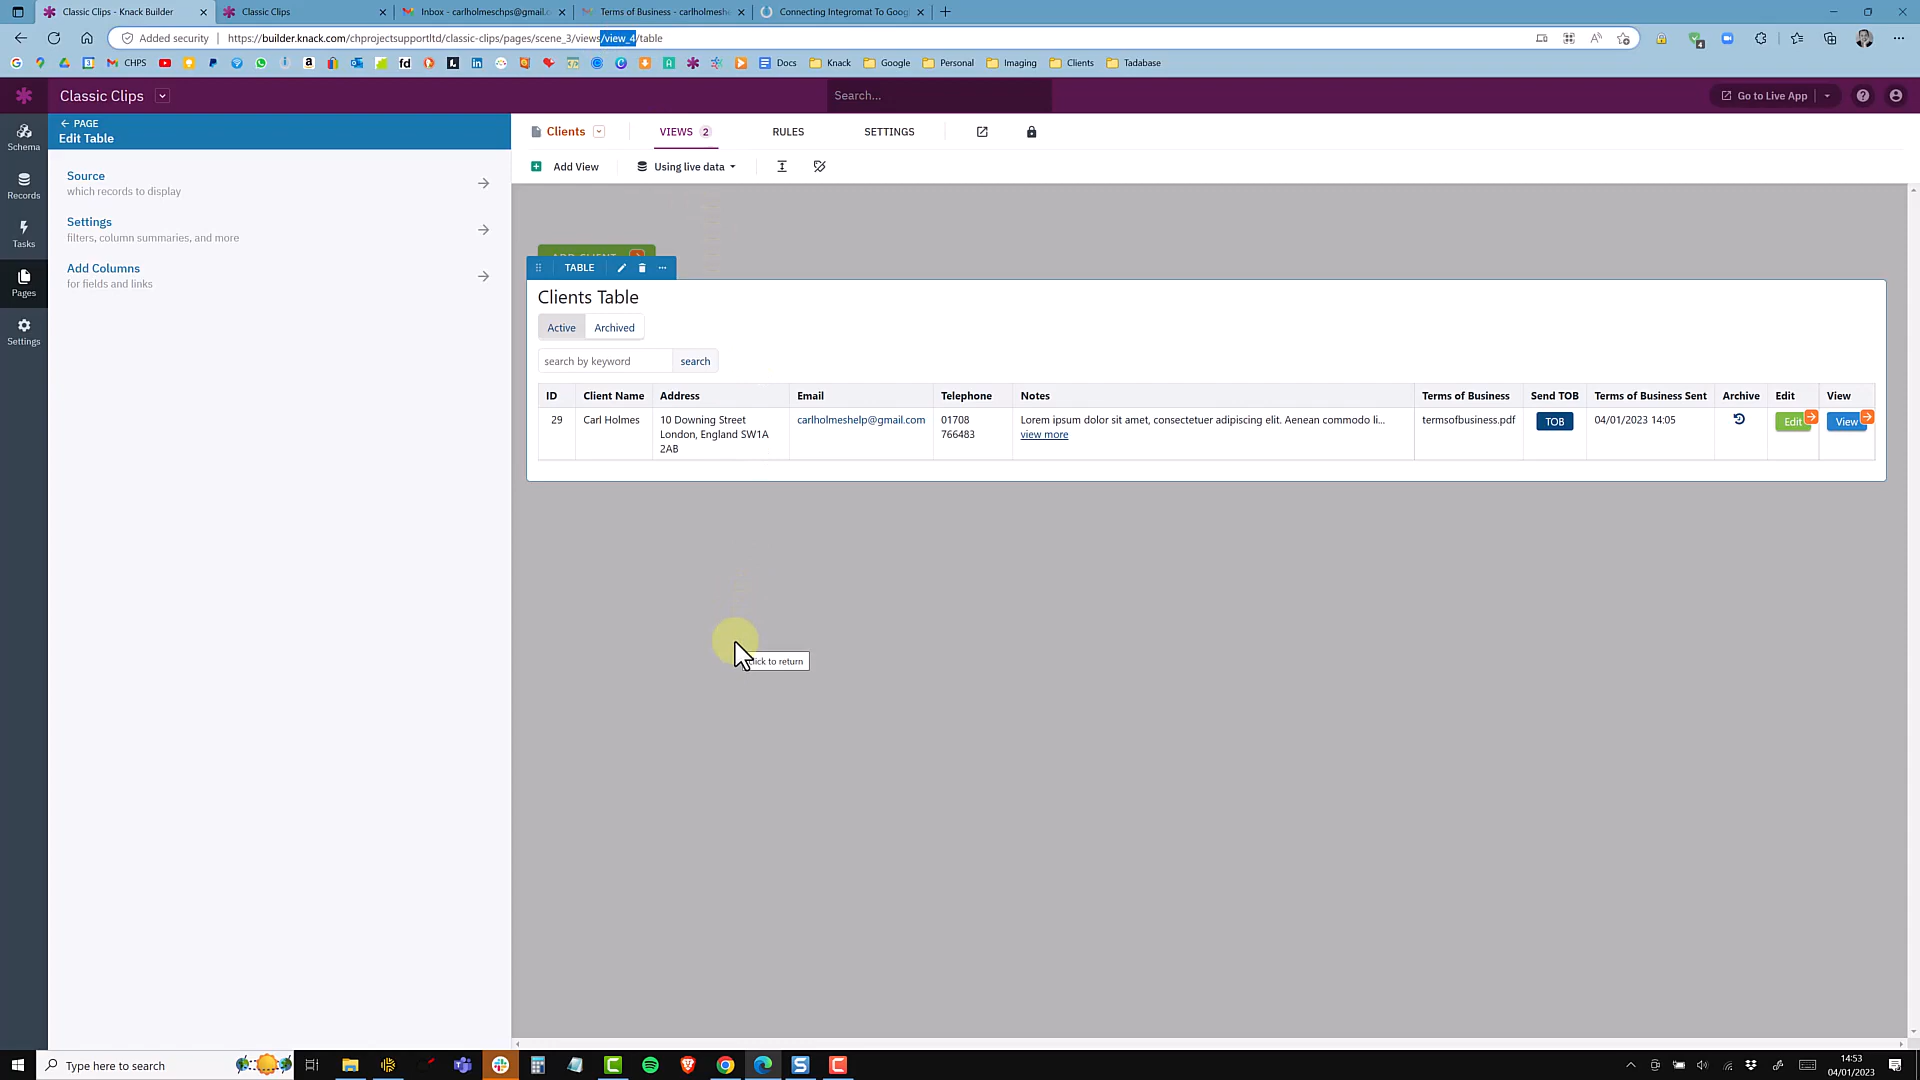 Classic Clips - Knack Builder
Classic Clips
Inbox - carlholmeschps@gmail.co
Terms of Business - carlholmeshe
Connecting Integromat To Goog
Added security
https://builder.knack.com/chprojectsupportltd/classic-clips/pages/scene_3/views/view_4/table
CHPS
Docs
Knack
Google
Personal
Imaging
Clients
Tadabase
Classic Clips
Search...
Go to Live App
Schema
Records
Tasks
Pages
Settings
PAGE
Edit Table
Source
which records to display
Settings
filters, column summaries, and more
Add Columns
for fields and links
Clients
VIEWS 2
RULES
SETTINGS
Add View
Using live data
ADD CLIENT
TABLE
Clients Table
Active
Archived
search by keyword
search
ID Client Name Address Email Telephone Notes Terms of Business Send TOB Terms of Business Sent Archive Edit View
29 Carl Holmes 10 Downing Street carlholmeshelp@gmail.com 01708 Lorem ipsum dolor sit amet, consectetuer adipiscing elit. Aenean commodo li... termsofbusiness.pdf TOB 04/01/2023 14:05 Edit View
London, England SW1A 766483 view more
2AB
click to return
Type here to search
14:53
04/01/2023